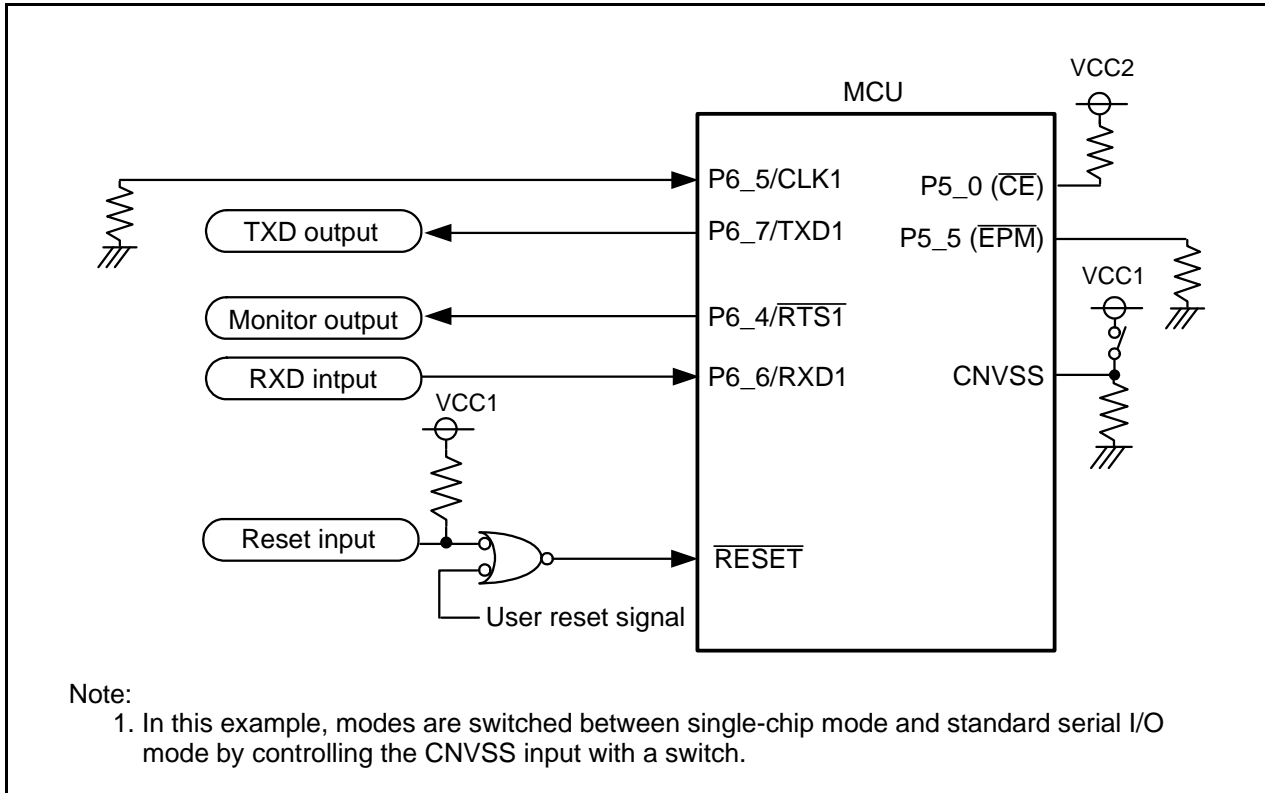 MCU
VCC2
P6_5/CLK1
P5_0 (CE)
TXD output
P6_7/TXD1
P5_5 (EPM)
VCC1
Monitor output
P6_4/RTS1
RXD intput
P6_6/RXD1
CNVSS
VCC1
Reset input
RESET
User reset signal
Note:
1. In this example, modes are switched between single-chip mode and standard serial I/O
mode by controlling the CNVSS input with a switch.